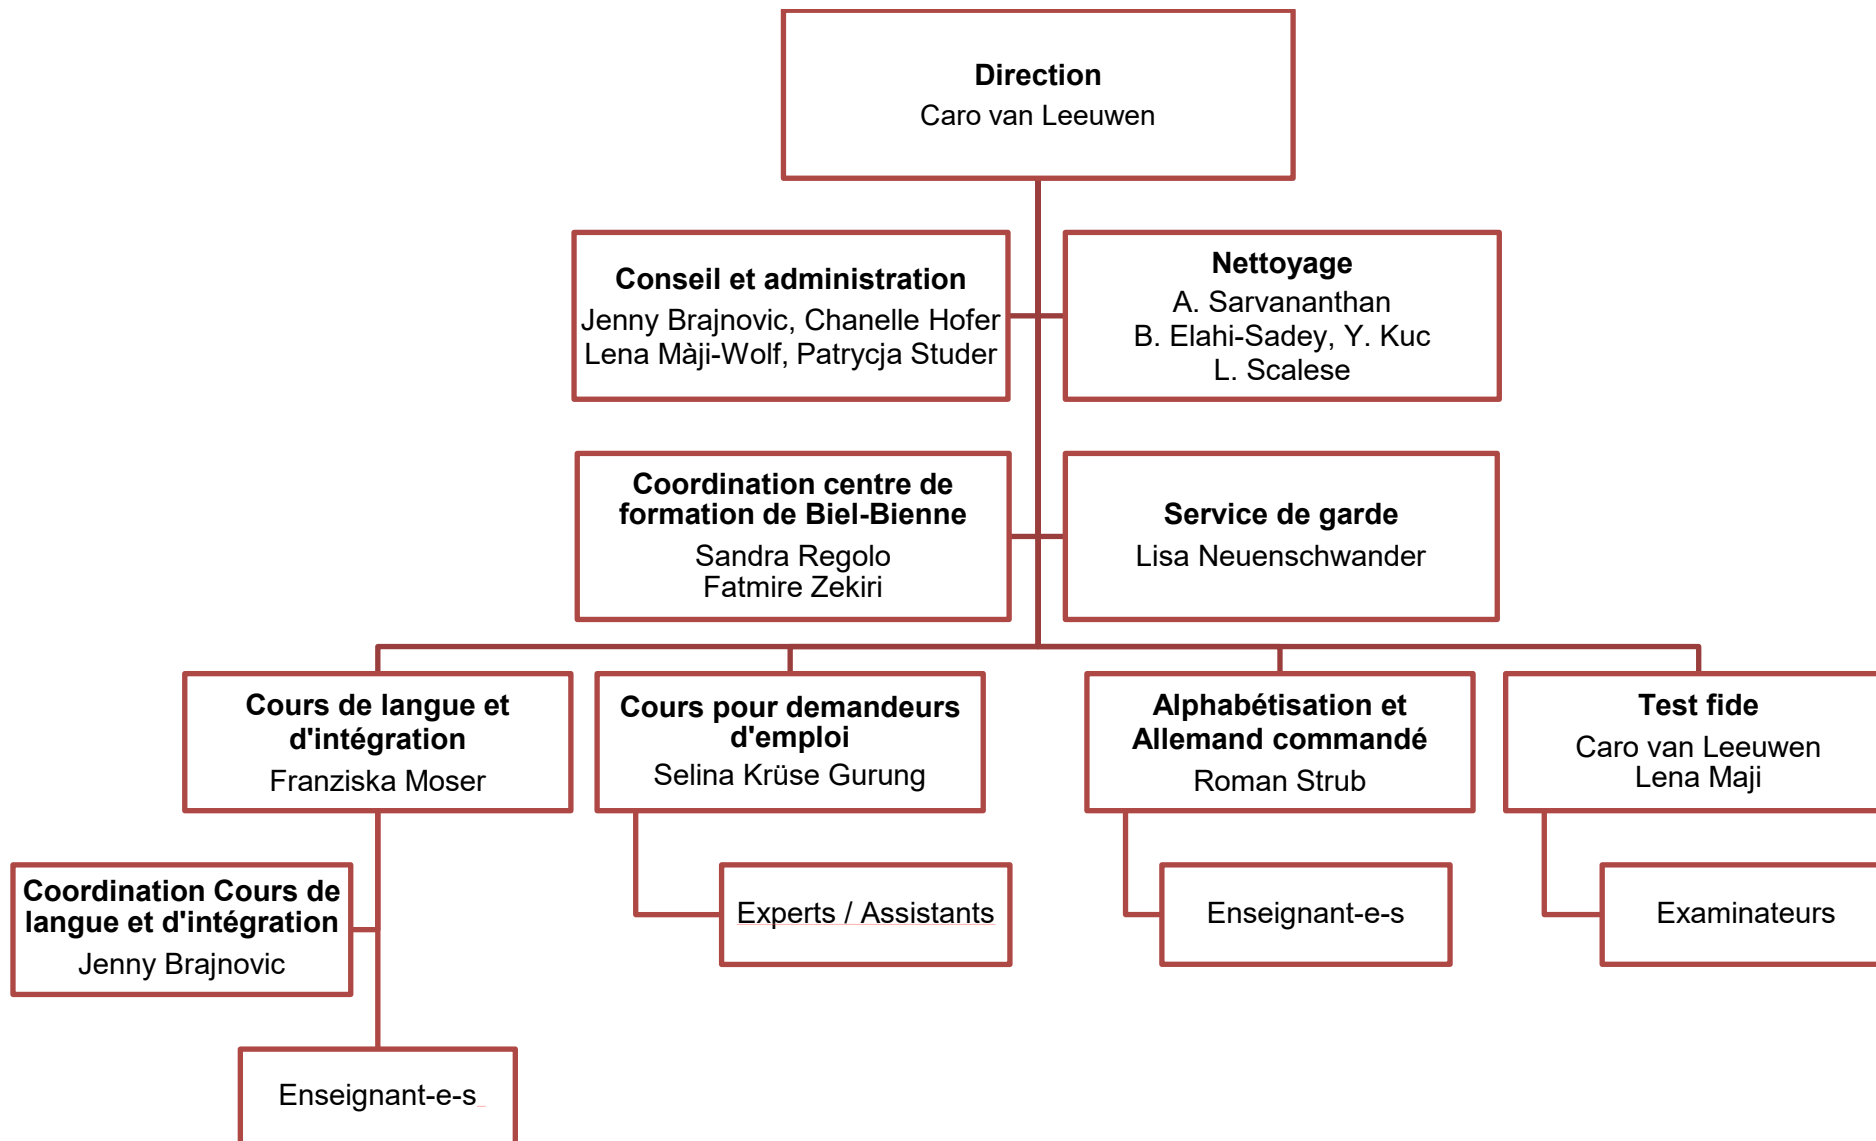 Direction
Caro van Leeuwen
Conseil et administration
Jenny Brajnovic, Chanelle Hofer
Lena Màji-Wolf, Patrycja Studer
Nettoyage
A. Sarvananthan
B. Elahi-Sadey, Y. Kuc
L. Scalese
Coordination centre de
formation de Biel-Bienne
Sandra Regolo
Fatmire Zekiri
Service de garde
Lisa Neuenschwander
Cours de langue et
d'intégration
Franziska Moser
Cours pour demandeurs
d'emploi
Selina Krüse Gurung
Alphabétisation et
Allemand commandé
Roman Strub
Test fide
Caro van Leeuwen
Lena Maji
Coordination Cours de
langue et d'intégration
Jenny Brajnovic
Experts / Assistants
Enseignant-e-s
Examinateurs
Enseignant-e-s